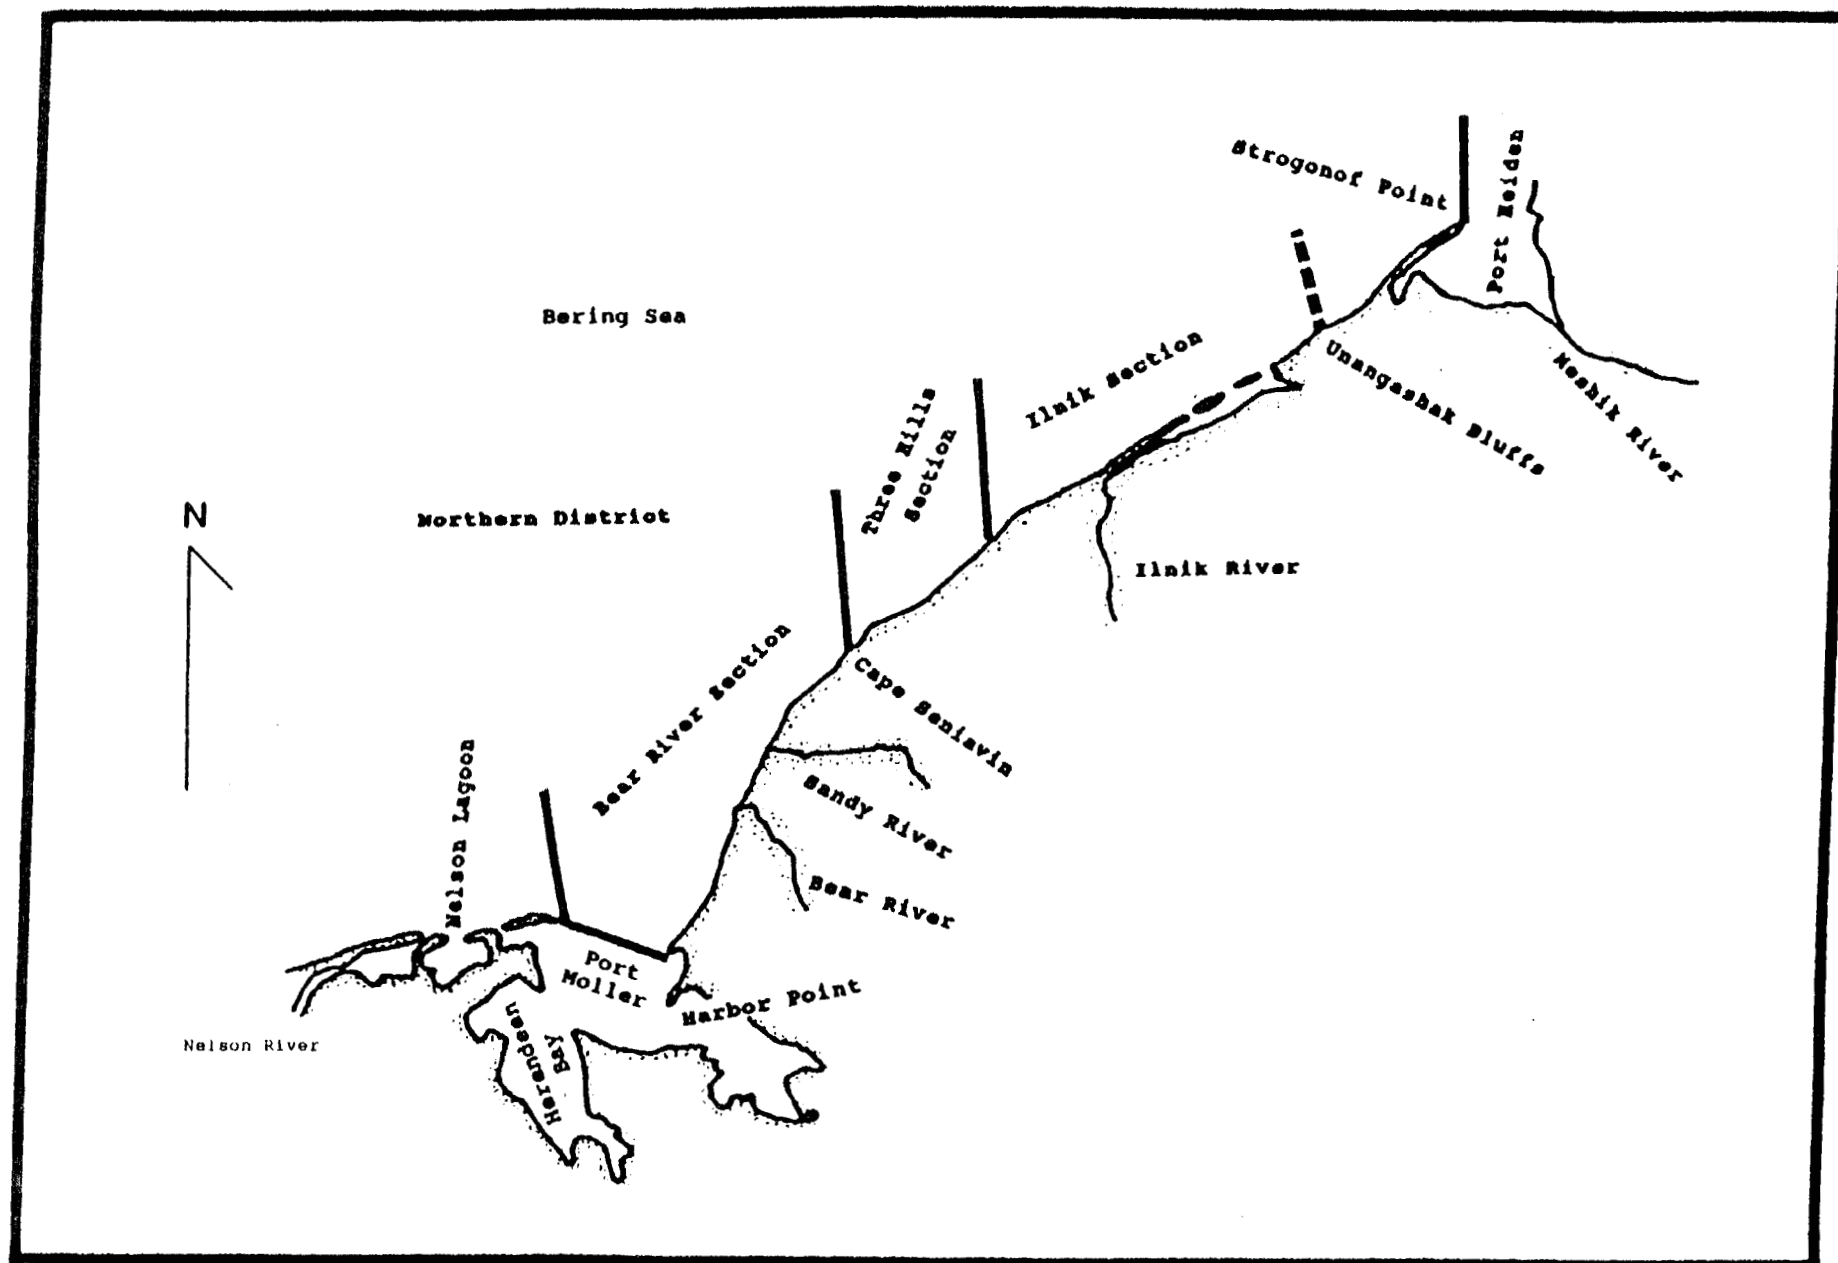 Strogonof Point
Port Heiden
Bering Sea
Ilnik Section
Unangashak Bluffs
Meshik River
Three Hills
Section
N
Northern District
Ilnik River
Bear River Section
Cape Seniavin
Nelson Lagoon
Sandy River
Bear River
Port
Moller
Harbor Point
Nelson River
Herendeen
Bay